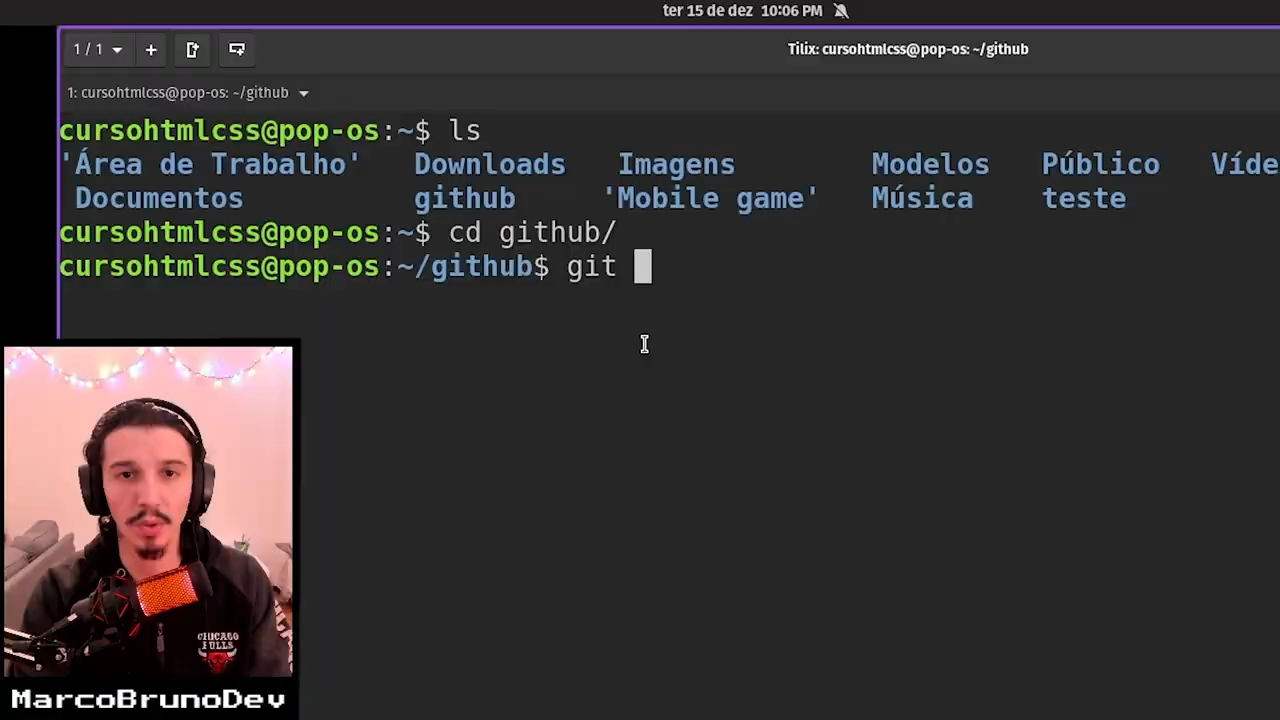 ter 15 de dez 10:06 PM
1 / 1
Tilix: cursohtmlcss@pop-os: ~/github
1: cursohtmlcss@pop-os: ~/github
cursohtmlcss@pop-os:~$ ls
'Área de Trabalho' Downloads Imagens Modelos Público Víde
Documentos github 'Mobile game' Música teste
cursohtmlcss@pop-os:~$ cd github/
cursohtmlcss@pop-os:~/github$ git
CHICAGO
BULLS
MarcoBrunoDev